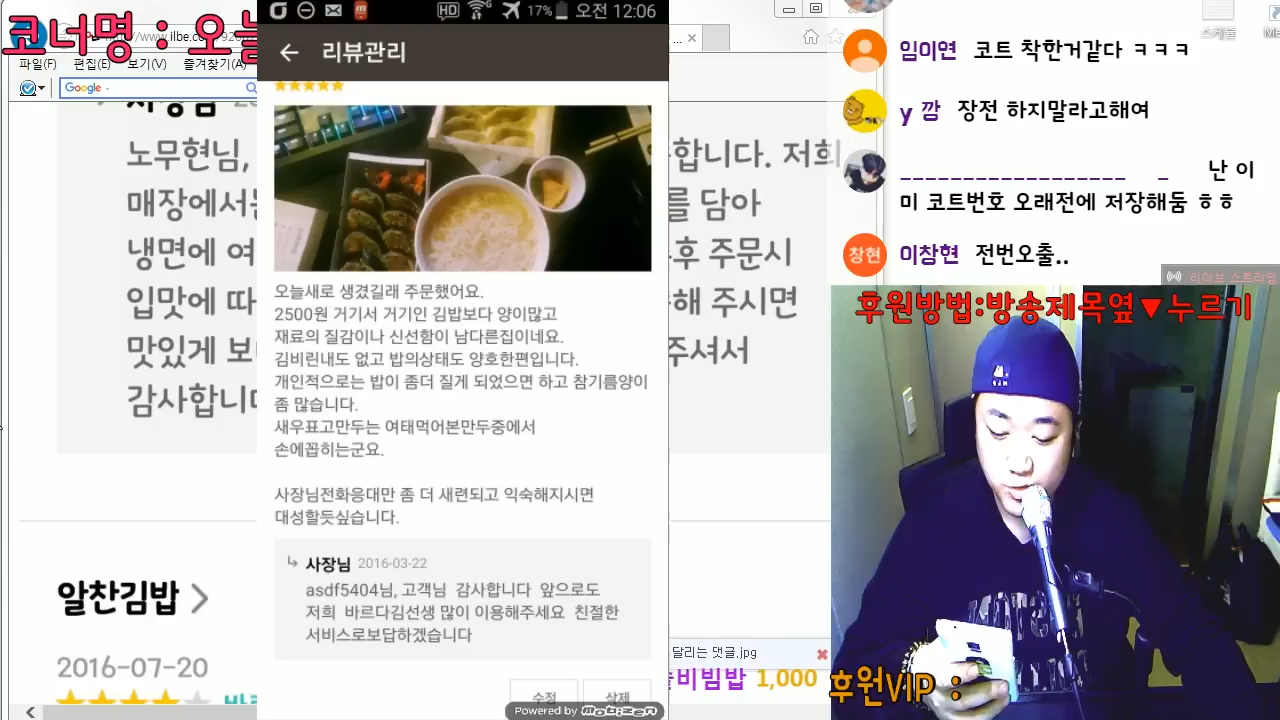 코너명 : 오늘
www.ilbe.co
파일(F) 편집(E) 보기(V) 즐겨찾기(A)
Google
노무현님,
합니다. 저희
매장에서
를 담아
냉면에 여
후 주문시
입맛에 따
해 주시면
맛있게 보
주셔서
감사합니다
알찬김밥 >
2016-07-20
HD 17% 오전 12:06
리뷰관리
오늘새로 생겼길래 주문했어요.
2500원 거기서 거기인 김밥보다 양이많고
재료의 질감이나 신선함이 남다른집이네요.
김비린내도 없고 밥의상태도 양호한편입니다.
개인적으로는 밥이 좀더 질게 되었으면 하고 참기름양이
좀 많습니다.
새우표고만두는 여태먹어본만두중에서
손에꼽히는군요.
사장님전화응대만 좀 더 새련되고 익숙해지시면
대성할듯싶습니다.
사장님 2016-03-22
asdf5404님, 고객님 감사합니다 앞으로도
저희 바르다김선생 많이 이용해주세요 친절한
서비스로보답하겠습니다
수정 삭제
Powered by Mobizen
달리는 댓글.jpg
비빔밥 1,000
스케줄
임이연 코트 착한거같다 ㅋㅋㅋ
y 깜 장전 하지말라고해여
__________________ _ 난 이
미 코트번호 오래전에 저장해둠 ㅎㅎ
창현 이창현 전번오출..
라이브 스트리밍
후원방법:방송제목옆▼누르기
후원VIP :